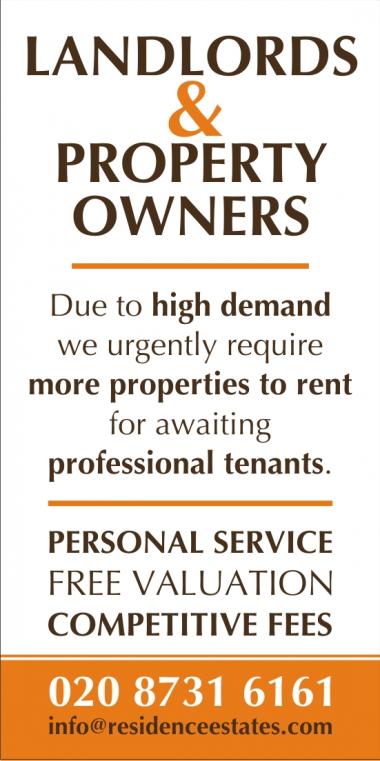 LANDLORDS
&
PROPERTY
OWNERS
Due to high demand
we urgently require
more properties to rent
for awaiting
professional tenants.
PERSONAL SERVICE
FREE VALUATION
COMPETITIVE FEES
020 8731 6161
info@residenceestates.com